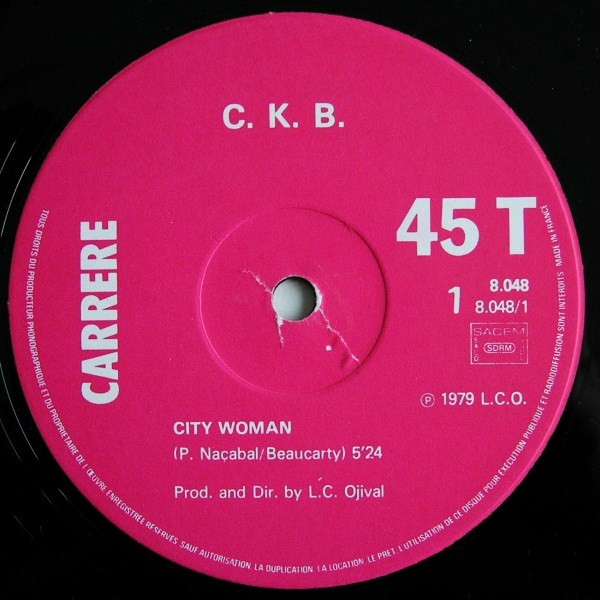 C. K. B.
CARRERE
45 T
1
8.048
8.048/1
SACEM
SDRM
℗ 1979 L.C.O.
CITY WOMAN
(P. Naçabal/Beaucarty) 5'24
Prod. and Dir. by L.C. Ojival
TOUS DROITS DU PRODUCTEUR PHONOGRAPHIQUE ET DU PROPRIETAIRE DE L'ŒUVRE ENREGISTREE RESERVES SAUF AUTORISATION LA DUPLICATION LA LOCATION LE PRET L'UTILISATION DE CE DISQUE POUR EXECUTION PUBLIQUE ET RADIODIFFUSION SONT INTERDITS MADE IN FRANCE